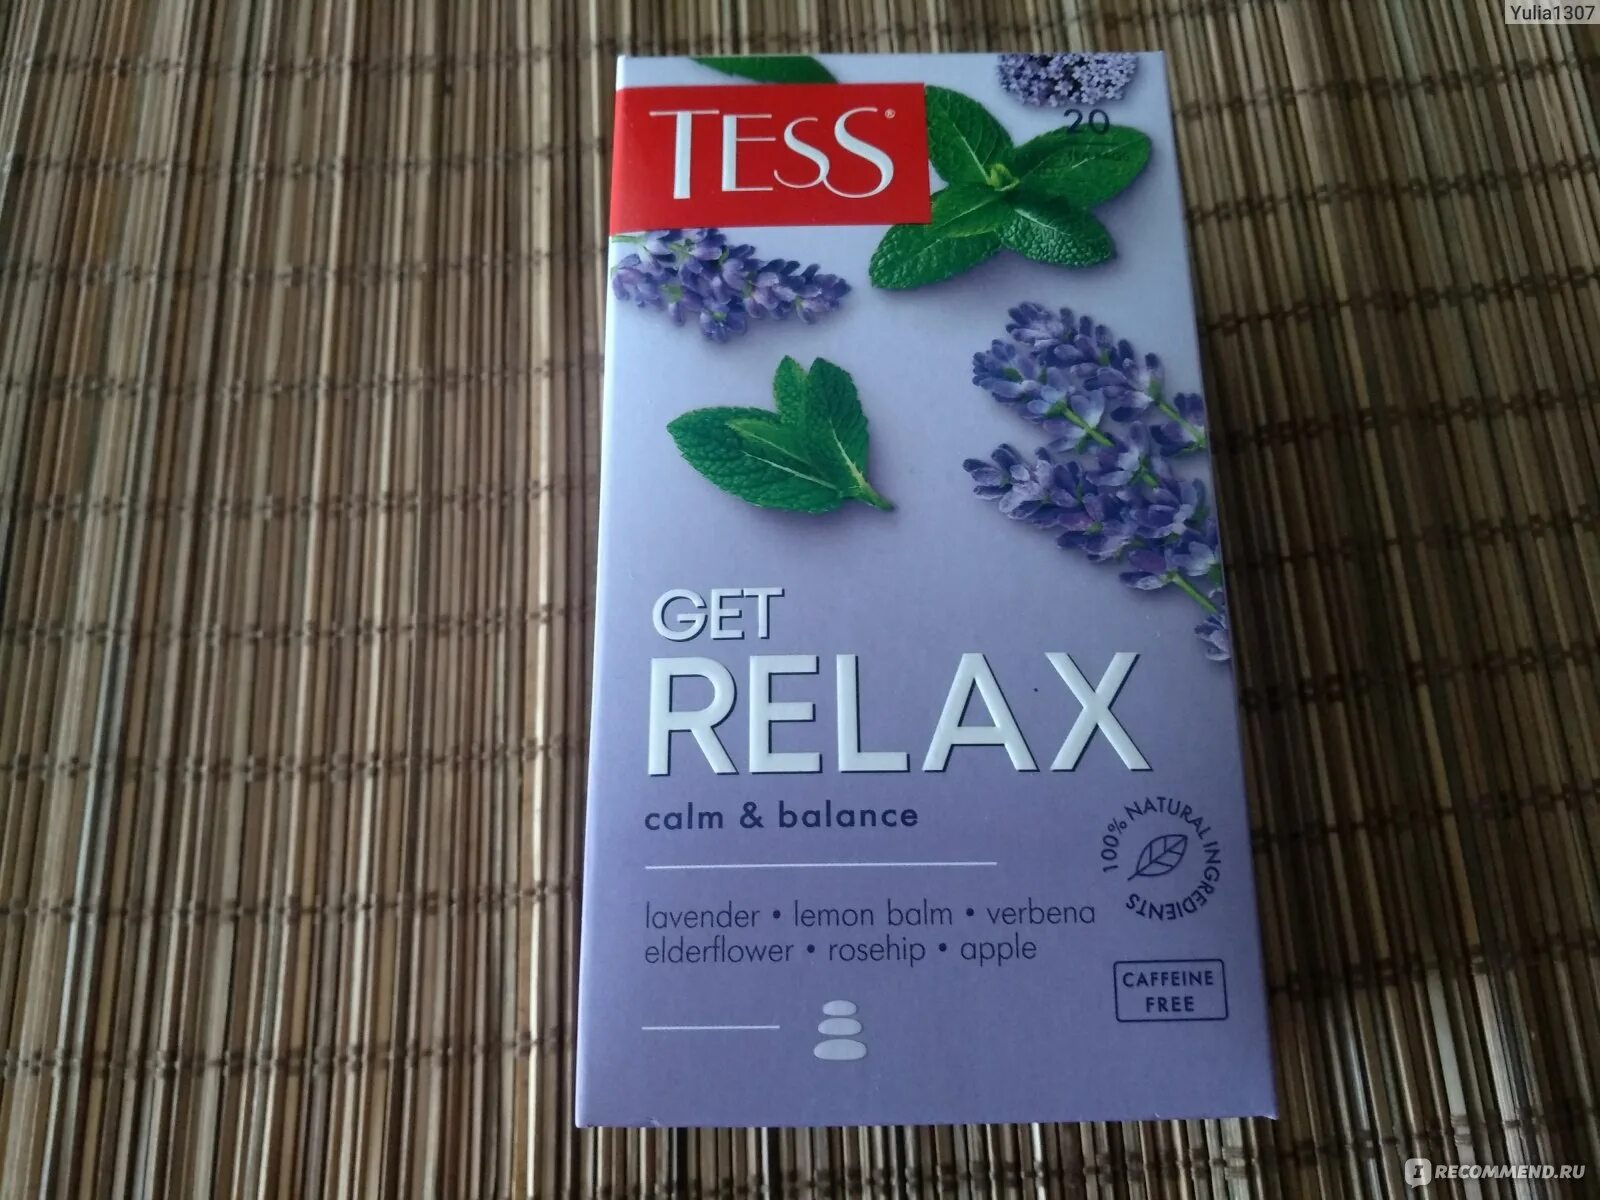 Yulia1307
TESS®
20
GET
RELAX
calm & balance
100% NATURAL INGREDIENTS
lavender • lemon balm • verbena
elderflower • rosehip • apple
CAFFEINE
FREE
IRECOMMEND.RU